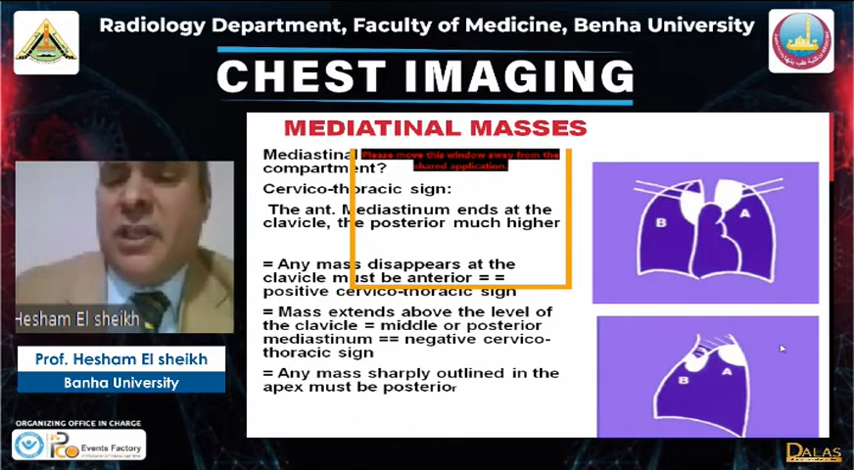 Radiology Department, Faculty of Medicine, Benha University
CHEST IMAGING
MEDIATINAL MASSES
Mediastinal
compartment?
Please move this window away from the
shared application.
Cervico-thoracic sign:
The ant. Mediastinum ends at the
clavicle, the posterior much higher
= Any mass disappears at the
clavicle must be anterior = =
positive cervico-thoracic sign
= Mass extends above the level of
the clavicle = middle or posterior
mediastinum == negative cervico-
thoracic sign
= Any mass sharply outlined in the
apex must be posterior
B
A
B
A
Hesham El sheikh
Prof. Hesham El sheikh
Banha University
ORGANIZING OFFICE IN CHARGE
Events Factory
DALAS